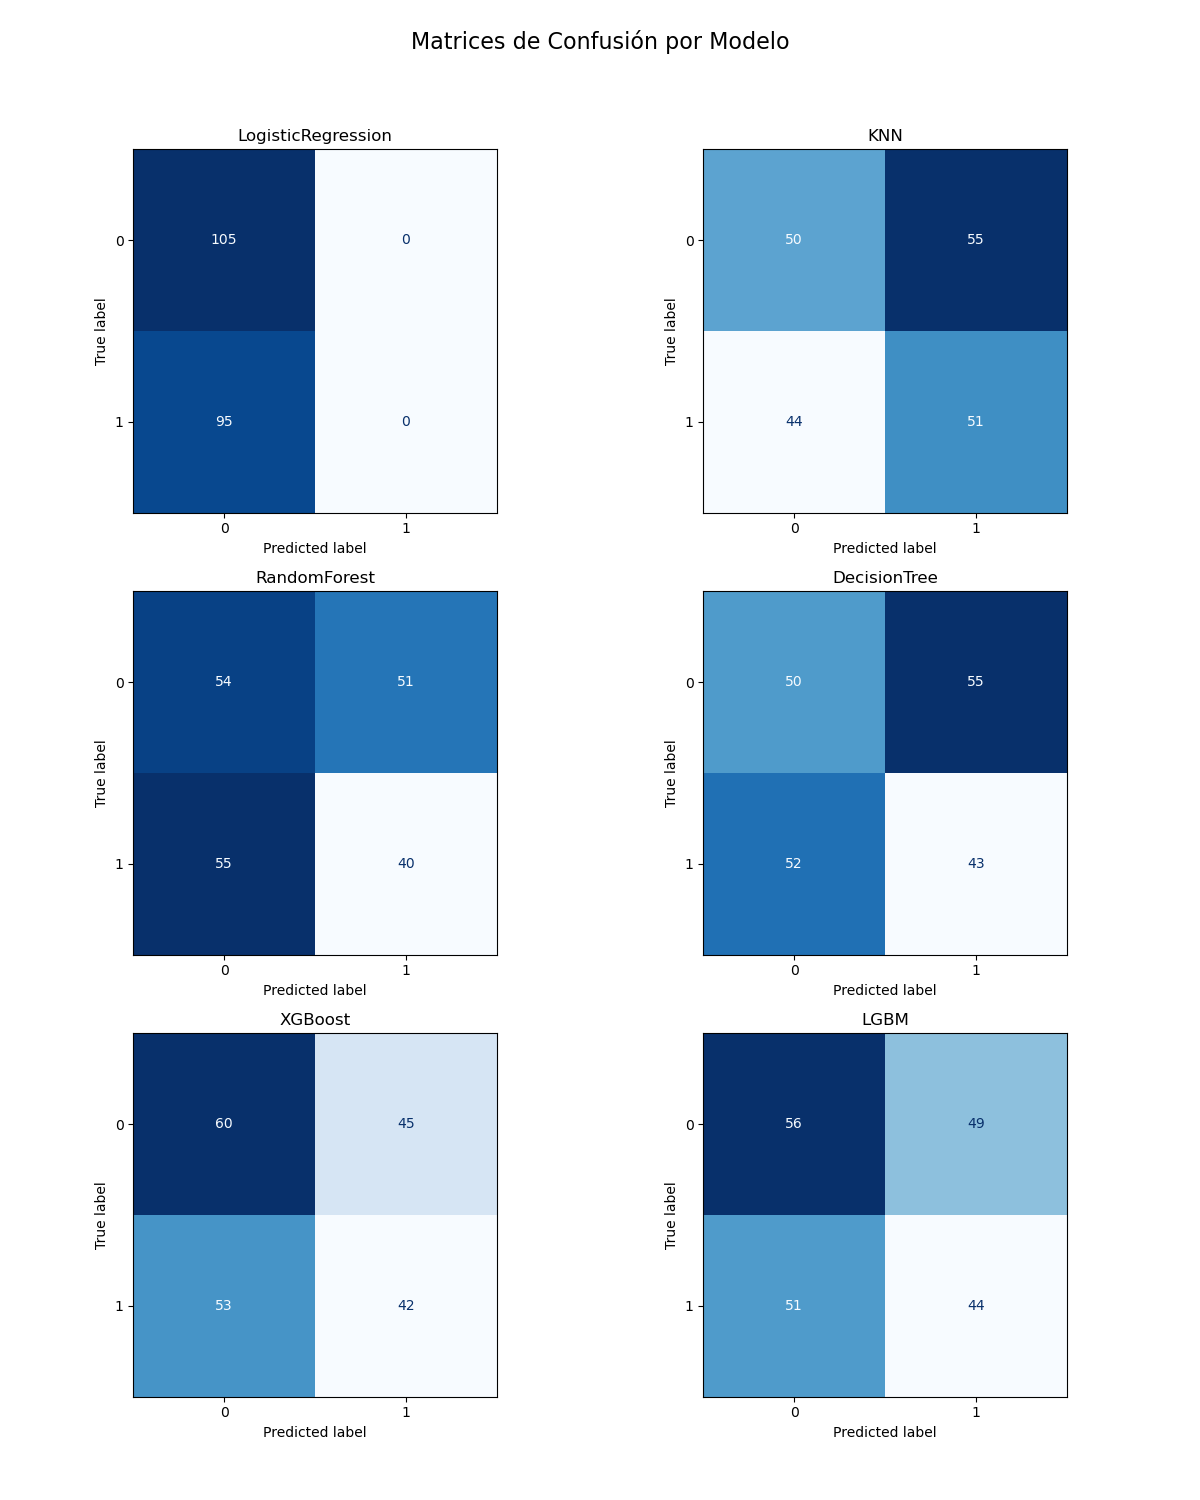 Matrices de Confusión por Modelo
LogisticRegression
True label
0
105
0
1
95
0
0
1
Predicted label
KNN
True label
0
50
55
1
44
51
0
1
Predicted label
RandomForest
True label
0
54
51
1
55
40
0
1
Predicted label
DecisionTree
True label
0
50
55
1
52
43
0
1
Predicted label
XGBoost
True label
0
60
45
1
53
42
0
1
Predicted label
LGBM
True label
0
56
49
1
51
44
0
1
Predicted label